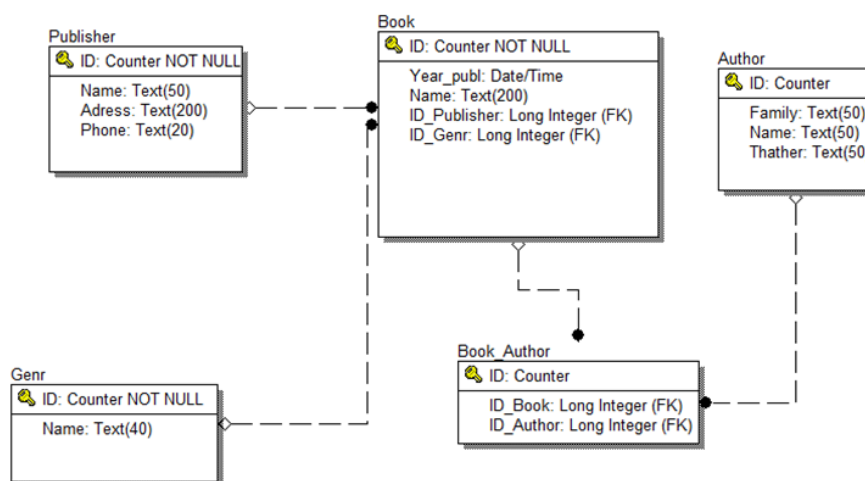 Publisher
ID: Counter NOT NULL
Name: Text(50)
Adress: Text(200)
Phone: Text(20)
Book
ID: Counter NOT NULL
Year_publ: Date/Time
Name: Text(200)
ID_Publisher: Long Integer (FK)
ID_Genr: Long Integer (FK)
Author
ID: Counter
Family: Text(50)
Name: Text(50)
Thather: Text(50
Genr
ID: Counter NOT NULL
Name: Text(40)
Book_Author
ID: Counter
ID_Book: Long Integer (FK)
ID_Author: Long Integer (FK)